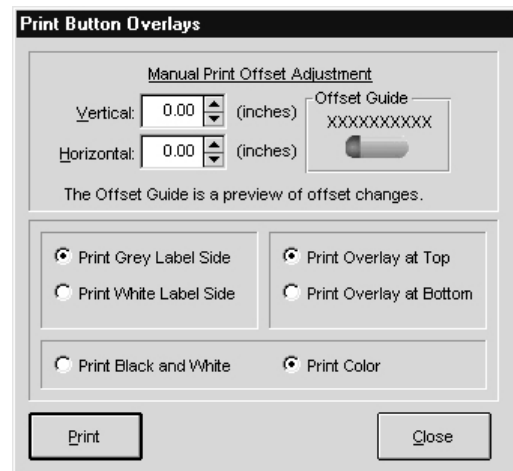 Print Button Overlays
Manual Print Offset Adjustment
Vertical: 0.00 (inches)
Offset Guide
XXXXXXXXXX
Horizontal: 0.00 (inches)
The Offset Guide is a preview of offset changes.
Print Grey Label Side
Print Overlay at Top
Print White Label Side
Print Overlay at Bottom
Print Black and White
Print Color
Print
Close